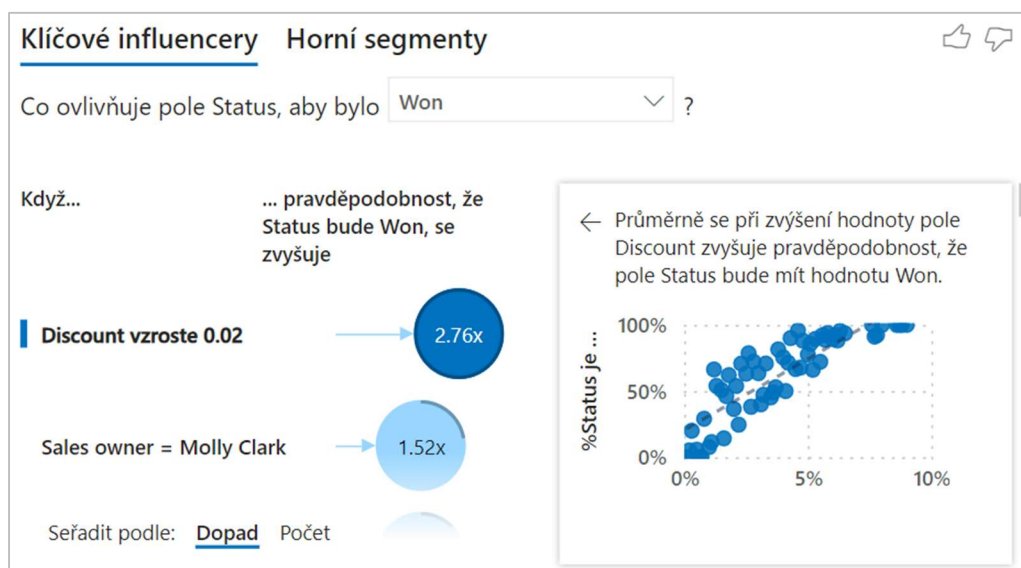 Klíčové influencery Horní segmenty
Co ovlivňuje pole Status, aby bylo Won ?
Když...
... pravděpodobnost, že
Status bude Won, se
zvyšuje
Discount vzroste 0.02
2.76x
Sales owner = Molly Clark
1.52x
Seřadit podle: Dopad Počet
Průměrně se při zvýšení hodnoty pole
Discount zvyšuje pravděpodobnost, že
pole Status bude mít hodnotu Won.
%Status je ...
100%
50%
0%
0% 5% 10%